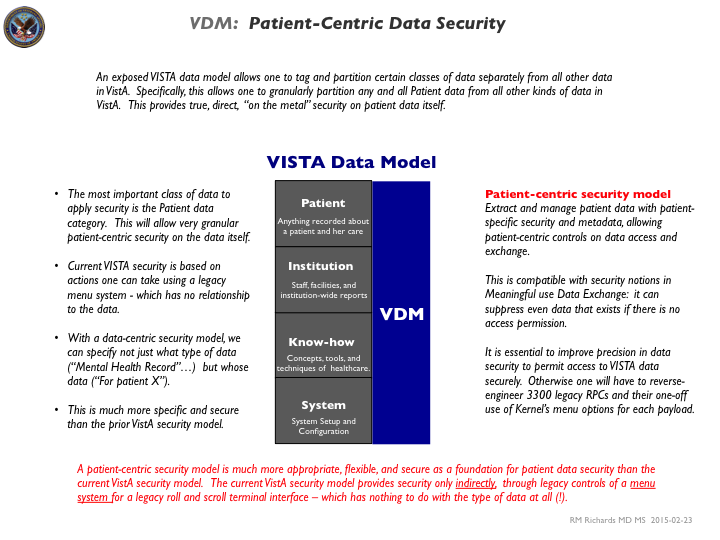 VDM: Patient-Centric Data Security
An exposed VISTA data model allows one to tag and partition certain classes of data separately from all other data
in VistA. Specifically, this allows one to granularly partition any and all Patient data from all other kinds of data in
VistA. This provides true, direct, “on the metal” security on patient data itself.
VISTA Data Model
• The most important class of data to
apply security is the Patient data
category. This will allow very granular
patient-centric security on the data itself.
• Current VISTA security is based on
actions one can take using a legacy
menu system - which has no relationship
to the data.
• With a data-centric security model, we
can specify not just what type of data
(“Mental Health Record”...) but whose
data (“For patient X”).
• This is much more specific and secure
than the prior VistA security model.
Patient
Anything recorded about
a patient and her care
Institution
Staff, facilities, and
institution-wide reports
Know-how
Concepts, tools, and
techniques of healthcare.
System
System Setup and
Configuration
VDM
Patient-centric security model
Extract and manage patient data with patient-
specific security and metadata, allowing
patient-centric controls on data access and
exchange.
This is compatible with security notions in
Meaningful use Data Exchange: it can
suppress even data that exists if there is no
access permission.
It is essential to improve precision in data
security to permit access to VISTA data
securely. Otherwise one will have to reverse-
engineer 3300 legacy RPCs and their one-off
use of Kernel’s menu options for each payload.
A patient-centric security model is much more appropriate, flexible, and secure as a foundation for patient data security than the
current VistA security model. The current VistA security model provides security only indirectly, through legacy controls of a menu
system for a legacy roll and scroll terminal interface – which has nothing to do with the type of data at all (!).
RM Richards MD MS 2015-02-23